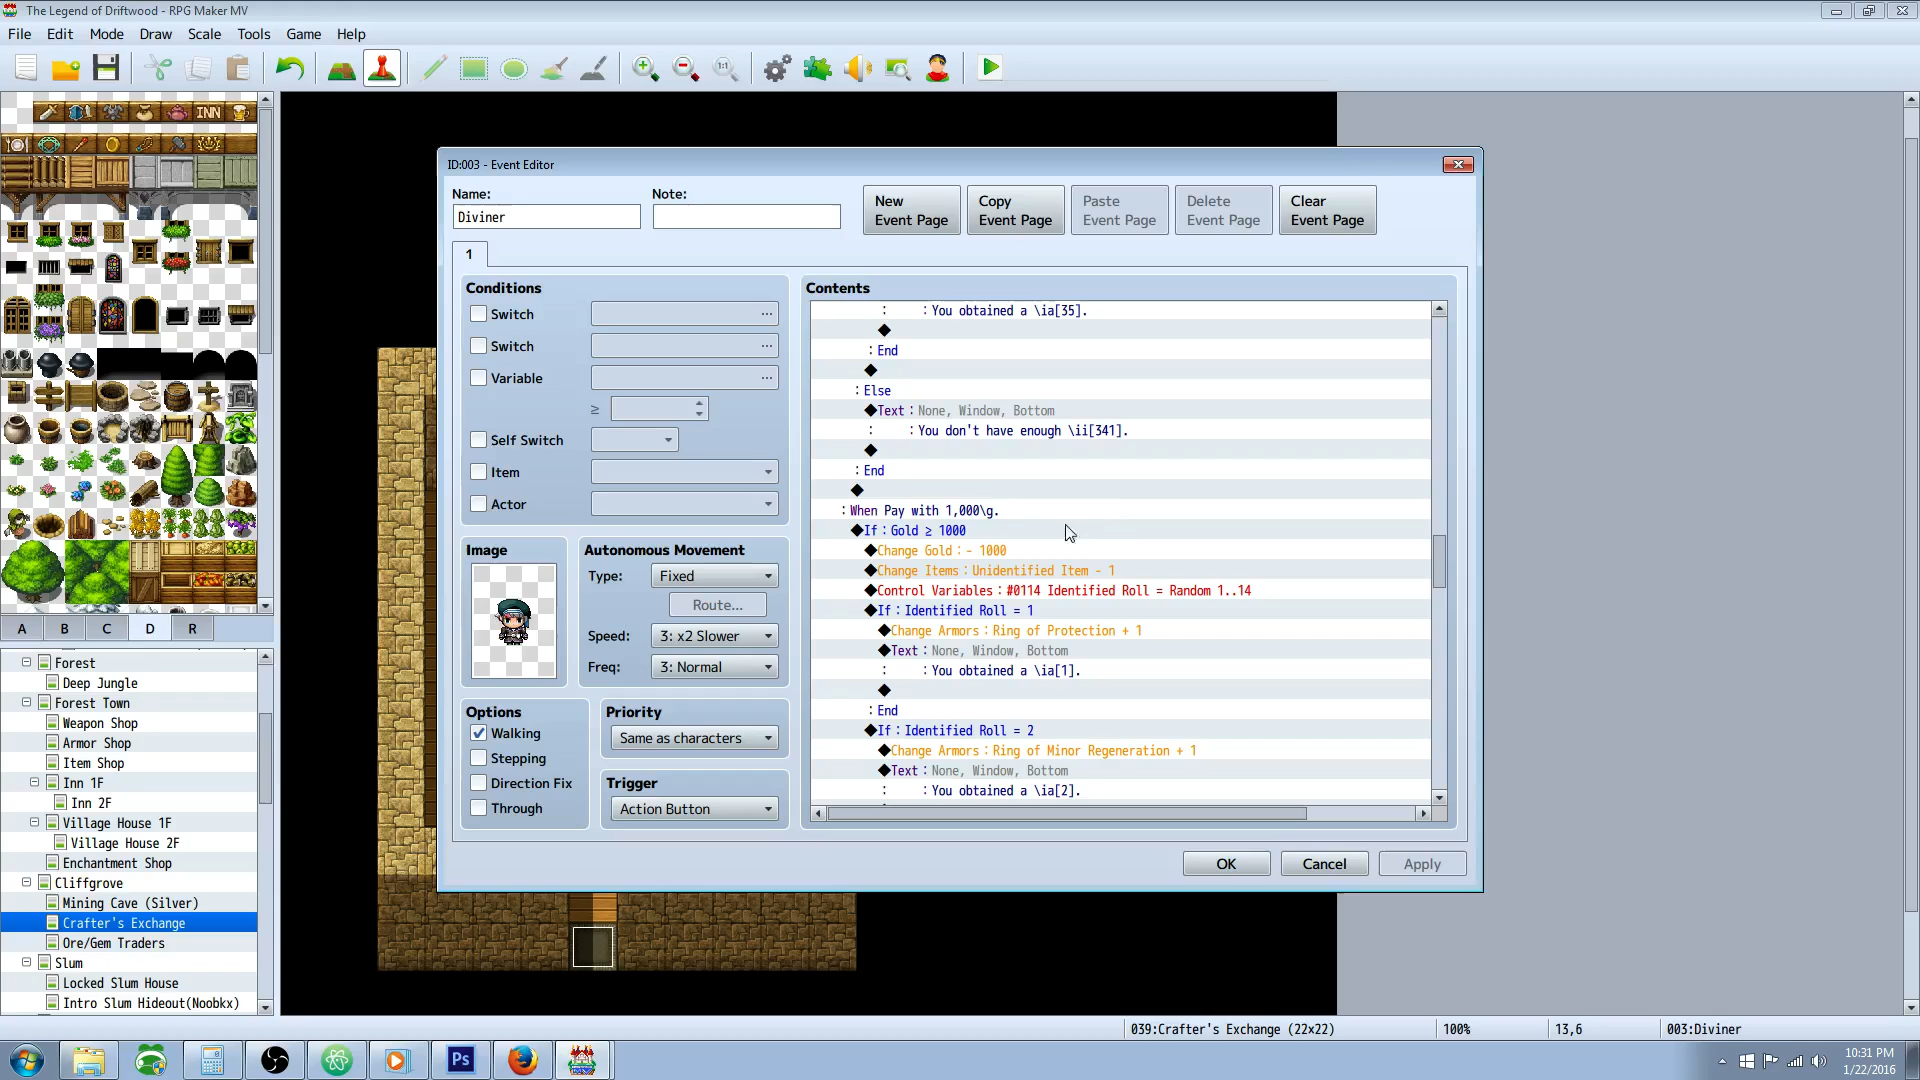 The Legend of Driftwood - RPG Maker MV
File Edit Mode Draw Scale Tools Game Help
1:1
INN
ID:003 - Event Editor
Name:
Note:
Diviner
New Event Page
Copy Event Page
Paste Event Page
Delete Event Page
Clear Event Page
1
Conditions
Switch ...
Switch ...
Variable ...
≥
Self Switch
Item
Actor
Image
Autonomous Movement
Type: Fixed
Route...
Speed: 3: x2 Slower
Freq: 3: Normal
Options
Walking
Stepping
Direction Fix
Through
Priority
Same as characters
Trigger
Action Button
Contents
: :You obtained a \ia[35].
◆
:End
◆
:Else
◆Text：None, Window, Bottom
: :You don't have enough \ii[341].
◆
:End
◆
:When Pay with 1,000\g.
◆If：Gold ≥ 1000
◆Change Gold：- 1000
◆Change Items：Unidentified Item - 1
◆Control Variables：#0114 Identified Roll = Random 1..14
◆If：Identified Roll = 1
◆Change Armors：Ring of Protection + 1
◆Text：None, Window, Bottom
: :You obtained a \ia[1].
◆
:End
◆If：Identified Roll = 2
◆Change Armors：Ring of Minor Regeneration + 1
◆Text：None, Window, Bottom
: :You obtained a \ia[2].
OK
Cancel
Apply
A B C D R
Forest
Deep Jungle
Forest Town
Weapon Shop
Armor Shop
Item Shop
Inn 1F
Inn 2F
Village House 1F
Village House 2F
Enchantment Shop
Cliffgrove
Mining Cave (Silver)
Crafter's Exchange
Ore/Gem Traders
Slum
Locked Slum House
Intro Slum Hideout(Noobkx)
039:Crafter's Exchange (22x22)
100%
13,6
003:Diviner
Ps
10:31 PM
1/22/2016